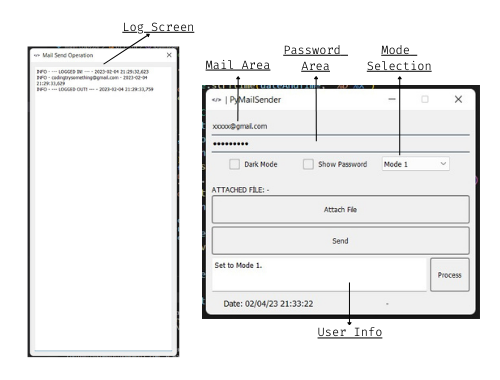 Log Screen
</> Mail Send Operation
INFO - --- LOGGED IN! --- - 2023-02-04 21:29:32,623
INFO - codingtrysomething@gmail.com - 2023-02-04
21:29:33,629
INFO - --- LOGGED OUT! --- - 2023-02-04 21:29:33,759
Mail Area
Password
Area
Mode
Selection
</> | PyMailSender
xxxxx@gmail.com
•••••••••
Dark Mode
Show Password
Mode 1
ATTACHED FILE: -
Attach File
Send
Set to Mode 1.
Process
Date: 02/04/23 21:33:22
-
User Info